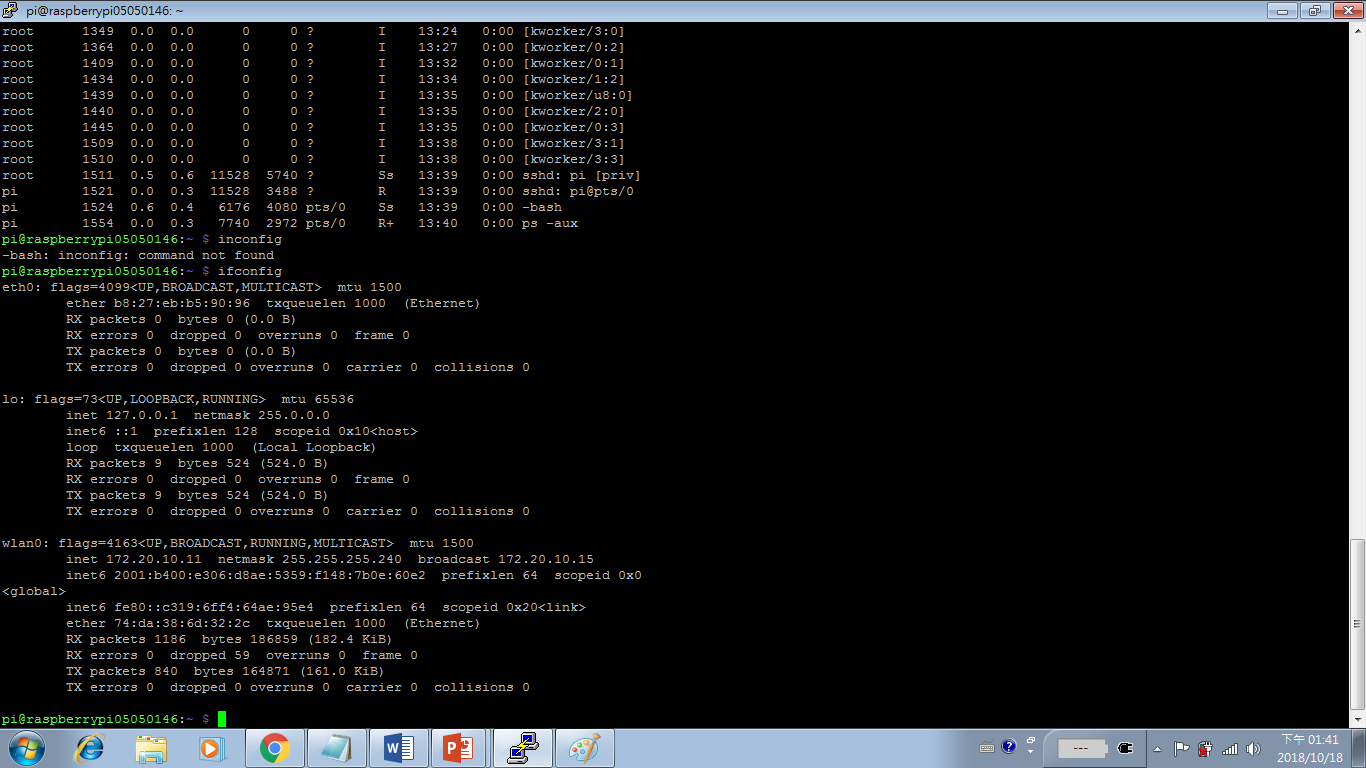 pi@raspberrypi05050146: ~
root      1349  0.0  0.0      0     0 ?        I    13:24   0:00 [kworker/3:0]
root      1364  0.0  0.0      0     0 ?        I    13:27   0:00 [kworker/0:2]
root      1409  0.0  0.0      0     0 ?        I    13:32   0:00 [kworker/0:1]
root      1434  0.0  0.0      0     0 ?        I    13:34   0:00 [kworker/1:2]
root      1439  0.0  0.0      0     0 ?        I    13:35   0:00 [kworker/u8:0]
root      1440  0.0  0.0      0     0 ?        I    13:35   0:00 [kworker/2:0]
root      1445  0.0  0.0      0     0 ?        I    13:35   0:00 [kworker/0:3]
root      1509  0.0  0.0      0     0 ?        I    13:38   0:00 [kworker/3:1]
root      1510  0.0  0.0      0     0 ?        I    13:38   0:00 [kworker/3:3]
root      1511  0.5  0.6  11528  5740 ?        Ss   13:39   0:00 sshd: pi [priv]
pi        1521  0.0  0.3  11528  3488 ?        R    13:39   0:00 sshd: pi@pts/0
pi        1524  0.6  0.4   6176  4080 pts/0    Ss   13:39   0:00 -bash
pi        1554  0.0  0.3   7740  2972 pts/0    R+   13:40   0:00 ps -aux
pi@raspberrypi05050146:~ $ inconfig
-bash: inconfig: command not found
pi@raspberrypi05050146:~ $ ifconfig
eth0: flags=4099<UP,BROADCAST,MULTICAST>  mtu 1500
        ether b8:27:eb:b5:90:96  txqueuelen 1000  (Ethernet)
        RX packets 0  bytes 0 (0.0 B)
        RX errors 0  dropped 0  overruns 0  frame 0
        TX packets 0  bytes 0 (0.0 B)
        TX errors 0  dropped 0 overruns 0  carrier 0  collisions 0
lo: flags=73<UP,LOOPBACK,RUNNING>  mtu 65536
        inet 127.0.0.1  netmask 255.0.0.0
        inet6 ::1  prefixlen 128  scopeid 0x10<host>
        loop  txqueuelen 1000  (Local Loopback)
        RX packets 9  bytes 524 (524.0 B)
        RX errors 0  dropped 0  overruns 0  frame 0
        TX packets 9  bytes 524 (524.0 B)
        TX errors 0  dropped 0 overruns 0  carrier 0  collisions 0
wlan0: flags=4163<UP,BROADCAST,RUNNING,MULTICAST>  mtu 1500
        inet 172.20.10.11  netmask 255.255.255.240  broadcast 172.20.10.15
        inet6 2001:b400:e306:d8ae:5359:f148:7b0e:60e2  prefixlen 64  scopeid 0x0
<global>
        inet6 fe80::c319:6ff4:64ae:95e4  prefixlen 64  scopeid 0x20<link>
        ether 74:da:38:6d:32:2c  txqueuelen 1000  (Ethernet)
        RX packets 1186  bytes 186859 (182.4 KiB)
        RX errors 0  dropped 59  overruns 0  frame 0
        TX packets 840  bytes 164871 (161.0 KiB)
        TX errors 0  dropped 0 overruns 0  carrier 0  collisions 0
pi@raspberrypi05050146:~ $
下午 01:41
2018/10/18